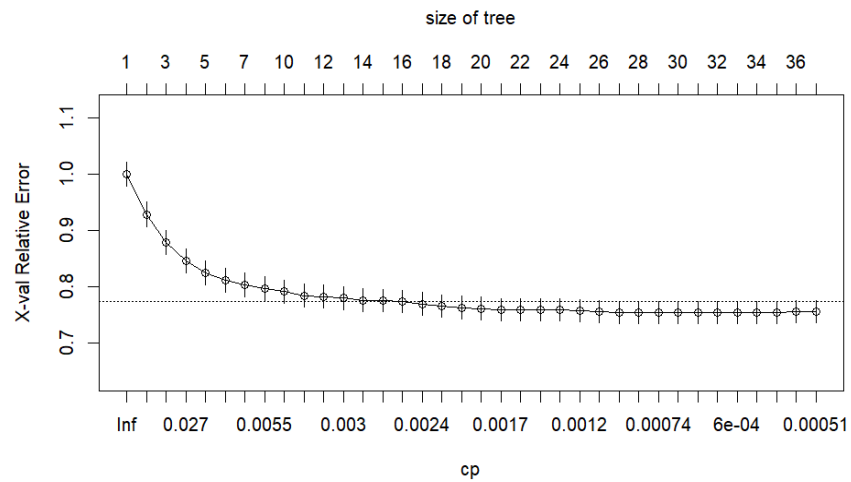 size of tree
1 3 5 7 10 12 14 16 18 20 22 24 26 28 30 32 34 36
X-val Relative Error
1.1
1.0
0.9
0.8
0.7
Inf 0.027 0.0055 0.003 0.0024 0.0017 0.0012 0.00074 6e-04 0.00051
cp